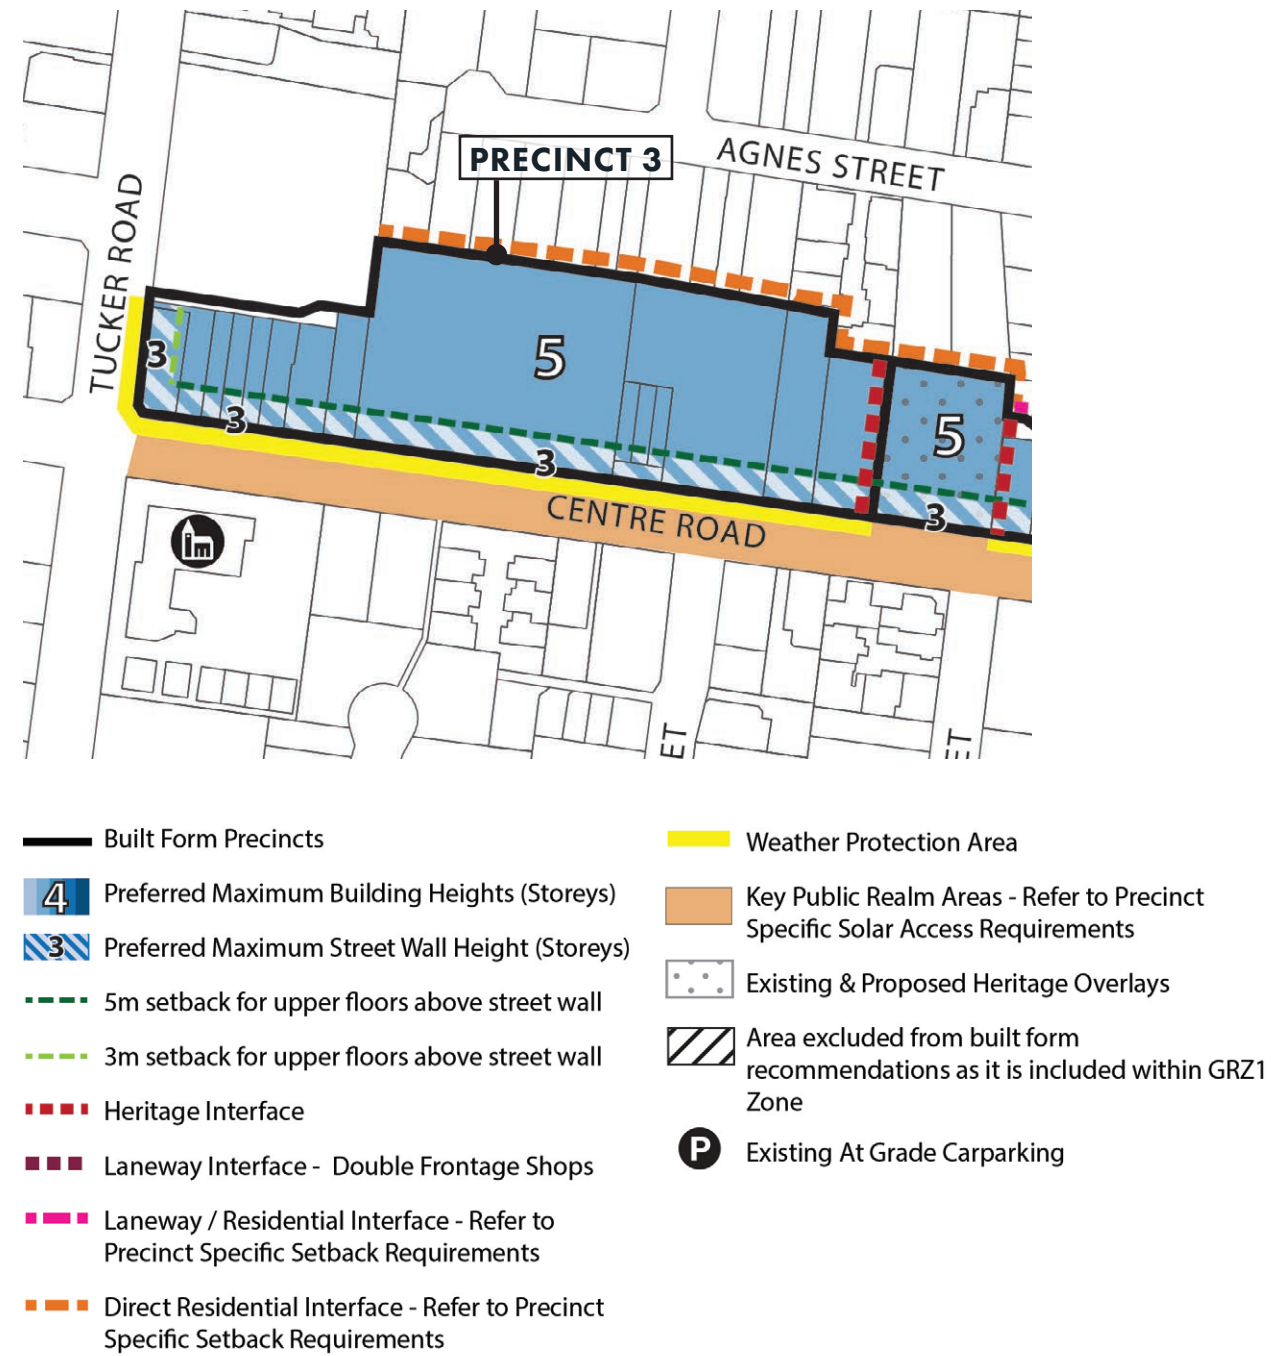 AGNES STREET
PRECINCT 3
TUCKER ROAD
3
5
5
3
3
3
CENTRE ROAD
ET
ET
Built Form Precincts
4 Preferred Maximum Building Heights (Storeys)
3 Preferred Maximum Street Wall Height (Storeys)
5m setback for upper floors above street wall
3m setback for upper floors above street wall
Heritage Interface
Laneway Interface - Double Frontage Shops
Laneway / Residential Interface - Refer to
Precinct Specific Setback Requirements
Direct Residential Interface - Refer to Precinct
Specific Setback Requirements
Weather Protection Area
Key Public Realm Areas - Refer to Precinct
Specific Solar Access Requirements
Existing & Proposed Heritage Overlays
Area excluded from built form
recommendations as it is included within GRZ1
Zone
P Existing At Grade Carparking